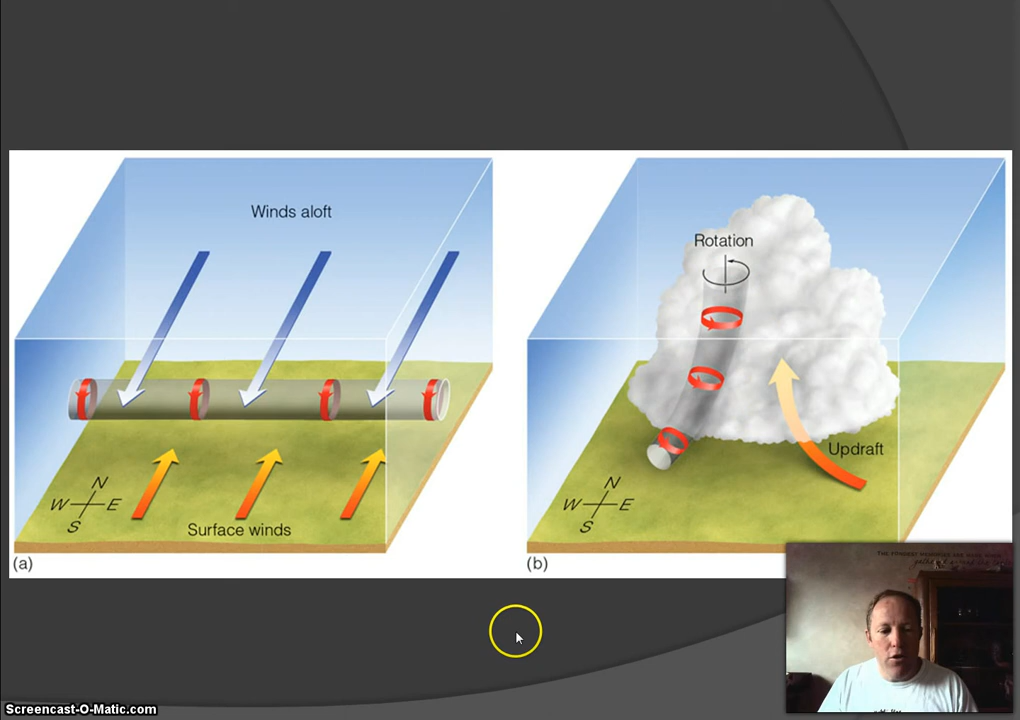 Winds aloft
N
W E
S
Surface winds
(a)
Rotation
Updraft
N
W E
S
(b)
Screencast-O-Matic.com